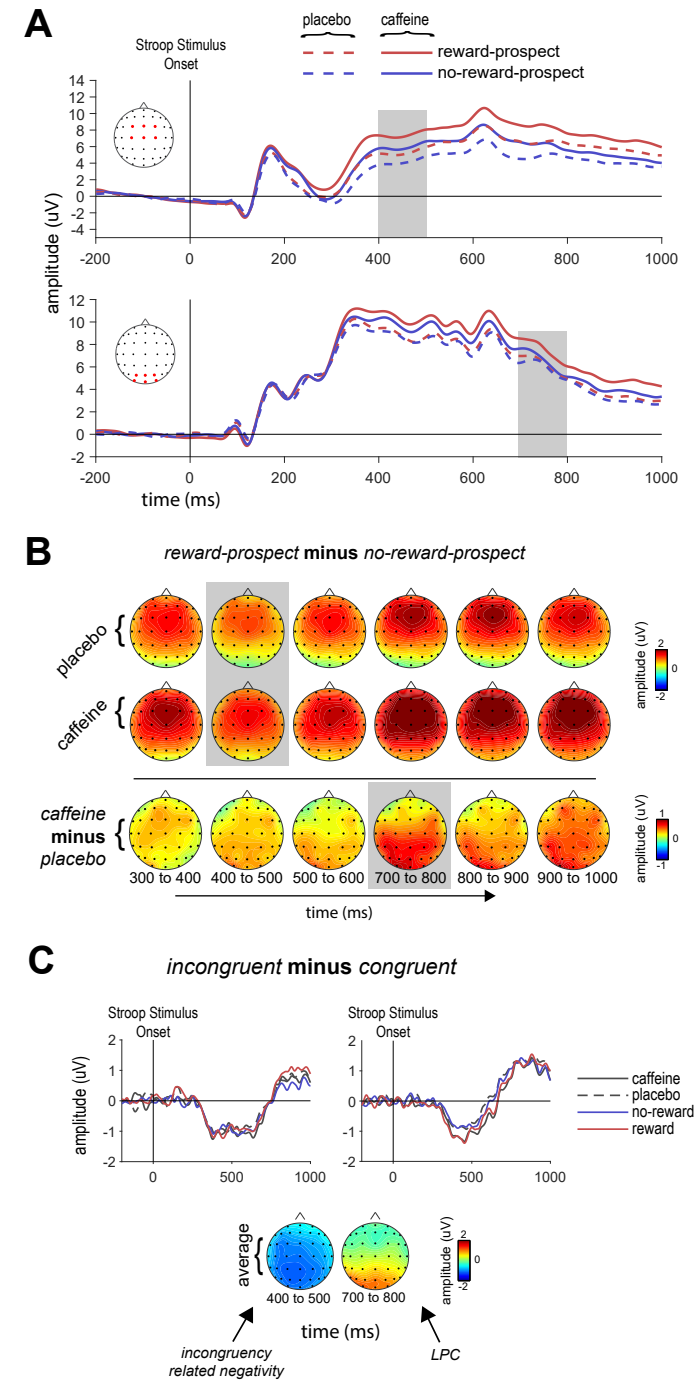 A
placebo caffeine
Stroop Stimulus
Onset
reward-prospect
no-reward-prospect
14
12
10
8
6
4
2
0
-2
-4
-200 0 200 400 600 800 1000
amplitude (uV)
12
10
8
6
4
2
0
-2
-200 0 200 400 600 800 1000
time (ms)
B
reward-prospect minus no-reward-prospect
placebo
caffeine
amplitude (uV)
2
0
-2
caffeine
minus
placebo
amplitude (uV)
1
0
-1
300 to 400 400 to 500 500 to 600 700 to 800 800 to 900 900 to 1000
time (ms)
C
incongruent minus congruent
Stroop Stimulus
Onset
Stroop Stimulus
Onset
amplitude (uV)
2
1
0
-1
-2
0 500 1000
2
1
0
-1
-2
0 500 1000
caffeine
placebo
no-reward
reward
average
400 to 500 700 to 800
amplitude (uV)
2
0
-2
time (ms)
incongruency
related negativity
LPC